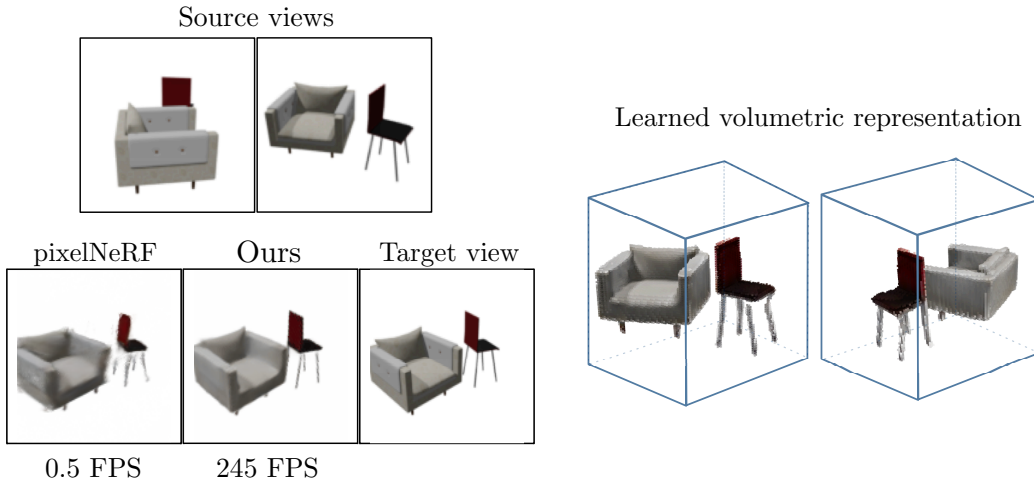 Source views
Learned volumetric representation
pixelNeRF
Ours
Target view
0.5 FPS
245 FPS